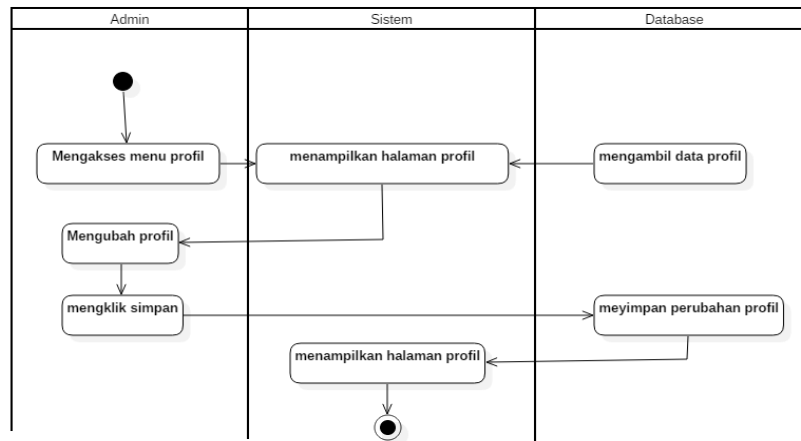 Admin
Sistem
Database
Mengakses menu profil
menampilkan halaman profil
mengambil data profil
Mengubah profil
mengklik simpan
meyimpan perubahan profil
menampilkan halaman profil